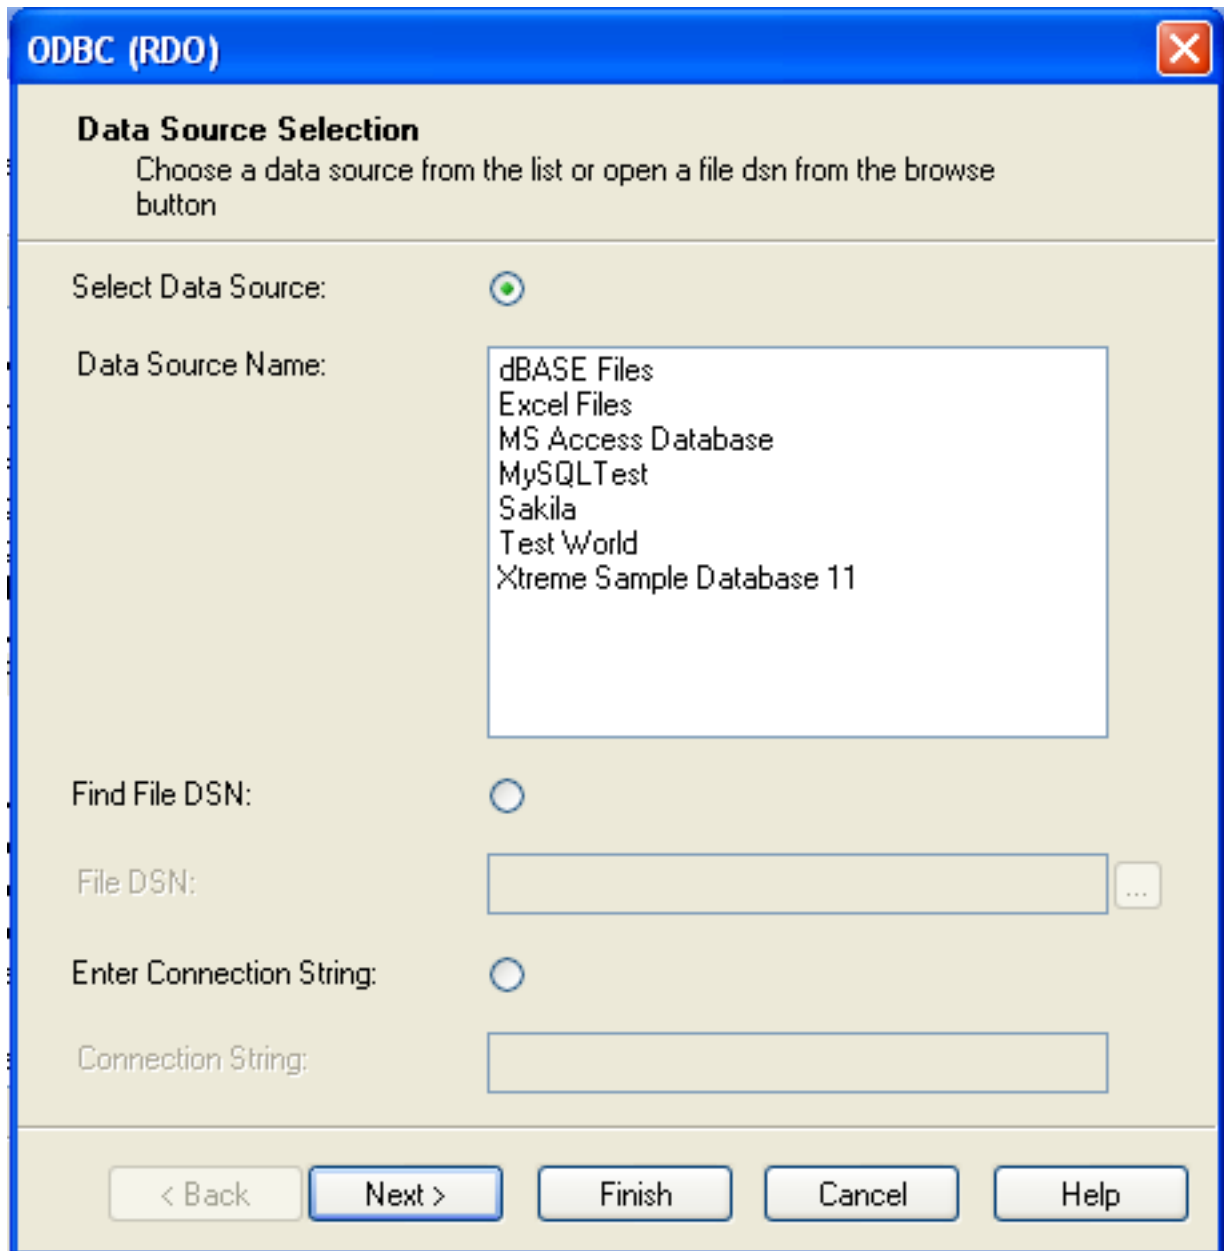 ODBC (RDO)
Data Source Selection
Choose a data source from the list or open a file dsn from the browse
button
Select Data Source:
Data Source Name:
dBASE Files
Excel Files
MS Access Database
MySQLTest
Sakila
Test World
Xtreme Sample Database 11
Find File DSN:
File DSN:
...
Enter Connection String:
Connection String:
< Back Next > Finish Cancel Help